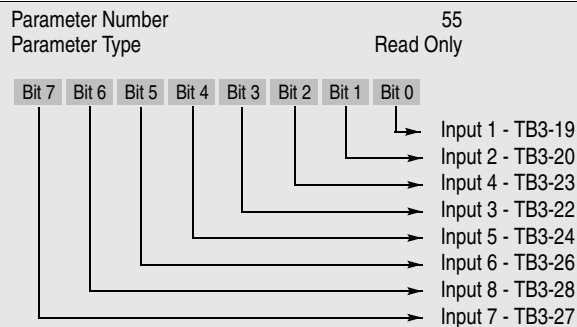 Parameter Number 55
Parameter Type Read Only
Bit 7 Bit 6 Bit 5 Bit 4 Bit 3 Bit 2 Bit 1 Bit 0
Input 1 - TB3-19
Input 2 - TB3-20
Input 4 - TB3-23
Input 3 - TB3-22
Input 5 - TB3-24
Input 6 - TB3-26
Input 8 - TB3-28
Input 7 - TB3-27